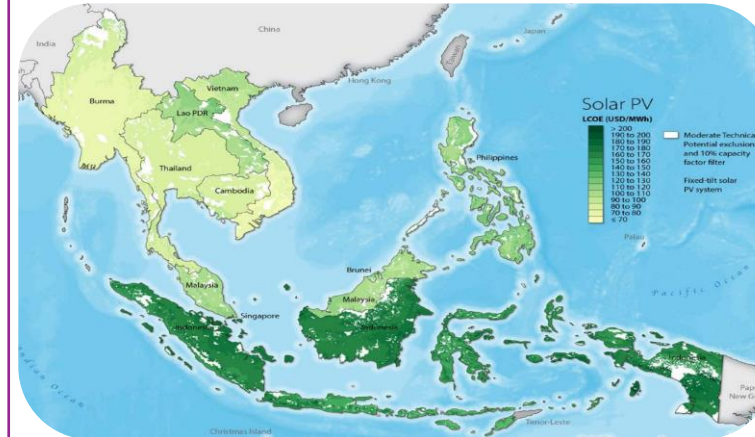 China
India
Japan
Taiwan
Hong Kong
Burma
Vietnam
Lao PDR
Thailand
Cambodia
Philippines
Solar PV
LCOE (USD/MWh)
> 200
190 to 200
180 to 190
170 to 180
160 to 170
150 to 160
140 to 150
130 to 140
120 to 130
110 to 120
100 to 110
90 to 100
80 to 90
70 to 80
≤ 70
Moderate Technical
Potential exclusion
and 10% capacity
factor filter
Fixed-tilt solar
PV system
Palau
Pacific Ocean
Malaysia
Brunei
Malaysia
Singapore
Indonesia
Indonesia
Indonesia
Indian Ocean
Papua
New G
Timor-Leste
Christmas Island